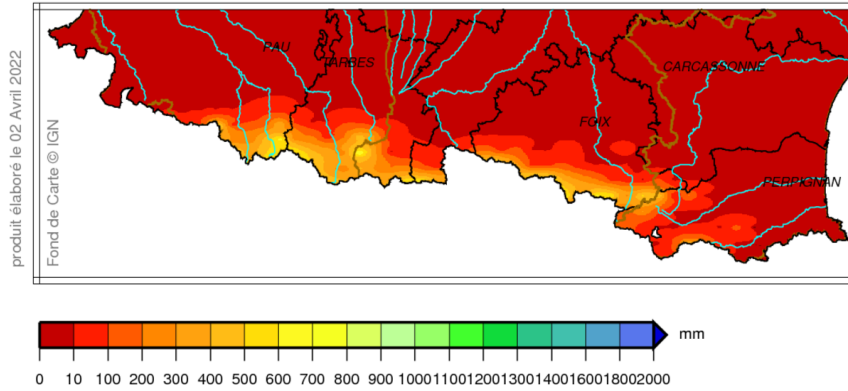 produit élaboré le 02 Avril 2022
Fond de Carte © IGN
PAU
TARBES
CARCASSONNE
FOIX
PERPIGNAN
mm
0 10 100 200 300 400 500 600 700 800 900 1000 1100 1200 1300 1400 1600 1800 2000